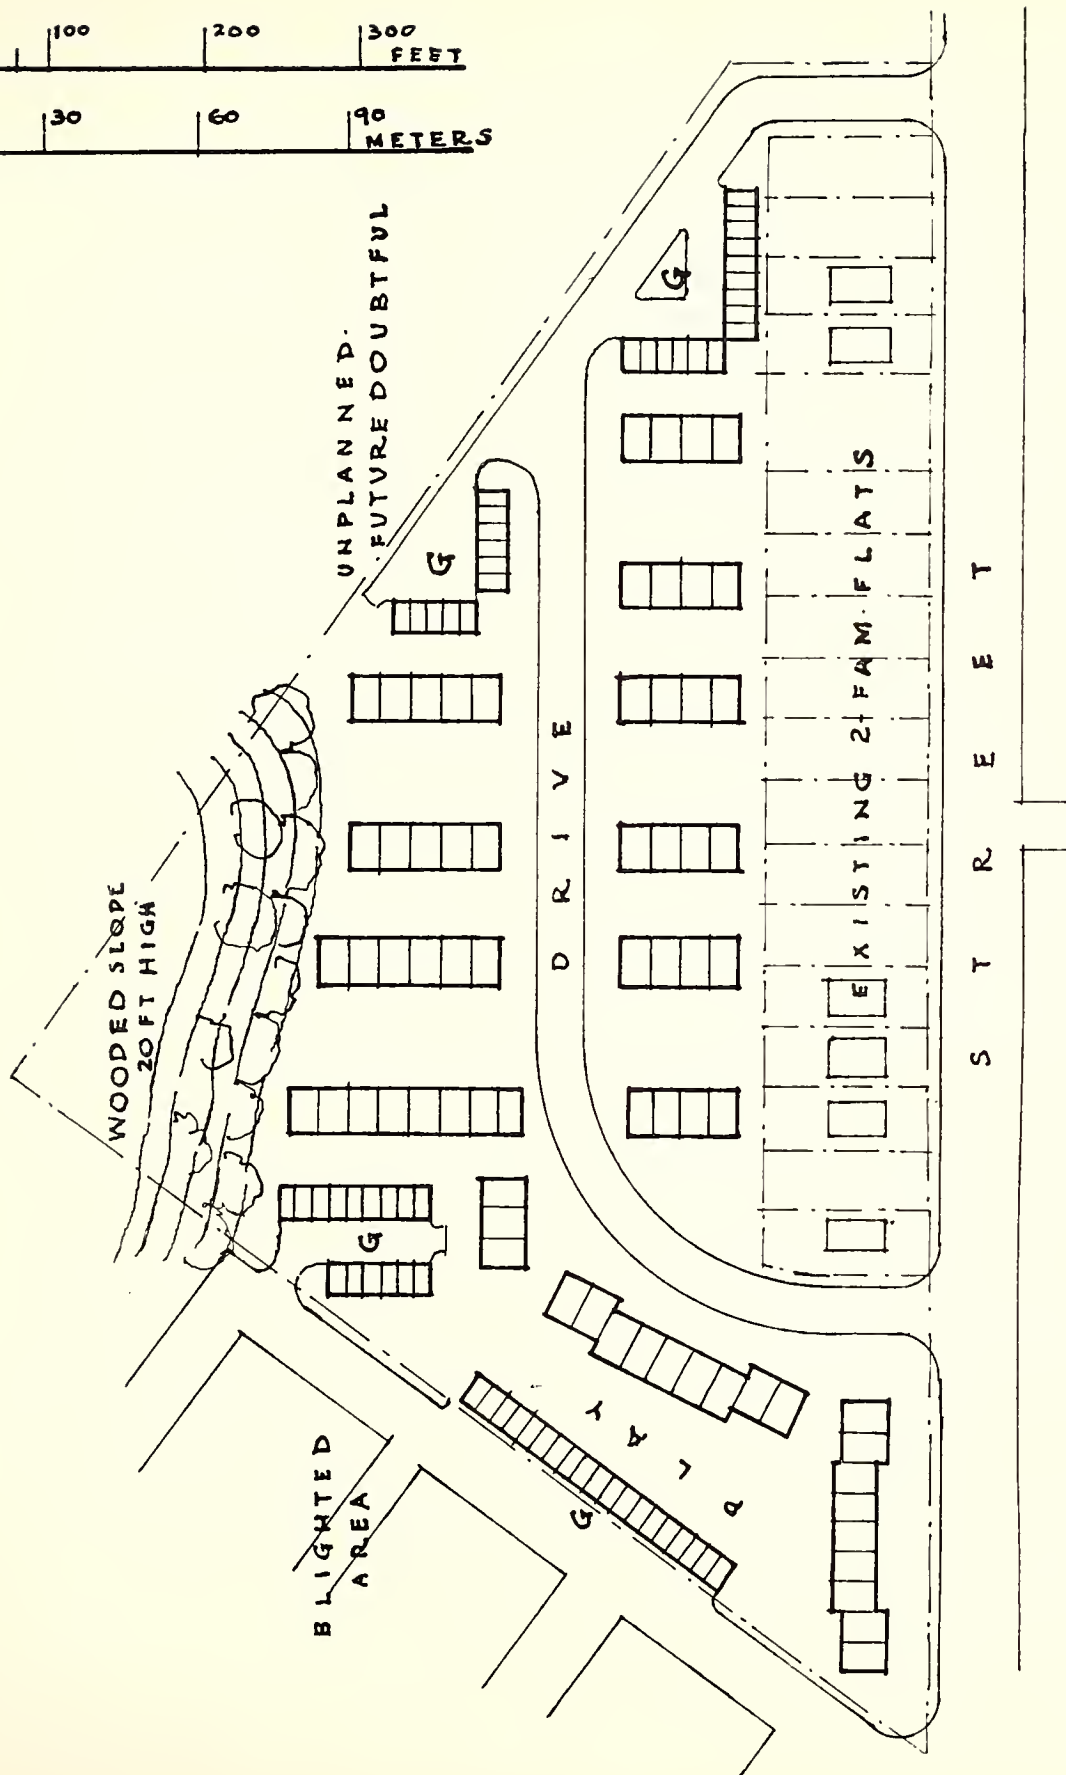 100 200 300
FEET
30 60 90
METERS
UNPLANNED.
FUTURE DOUBTFUL
G
G
WOODED SLOPE
20 FT HIGH
DRIVE
EXISTING 2-FAM. FLATS
STREET
G
PLAY
G
BLIGHTED
AREA